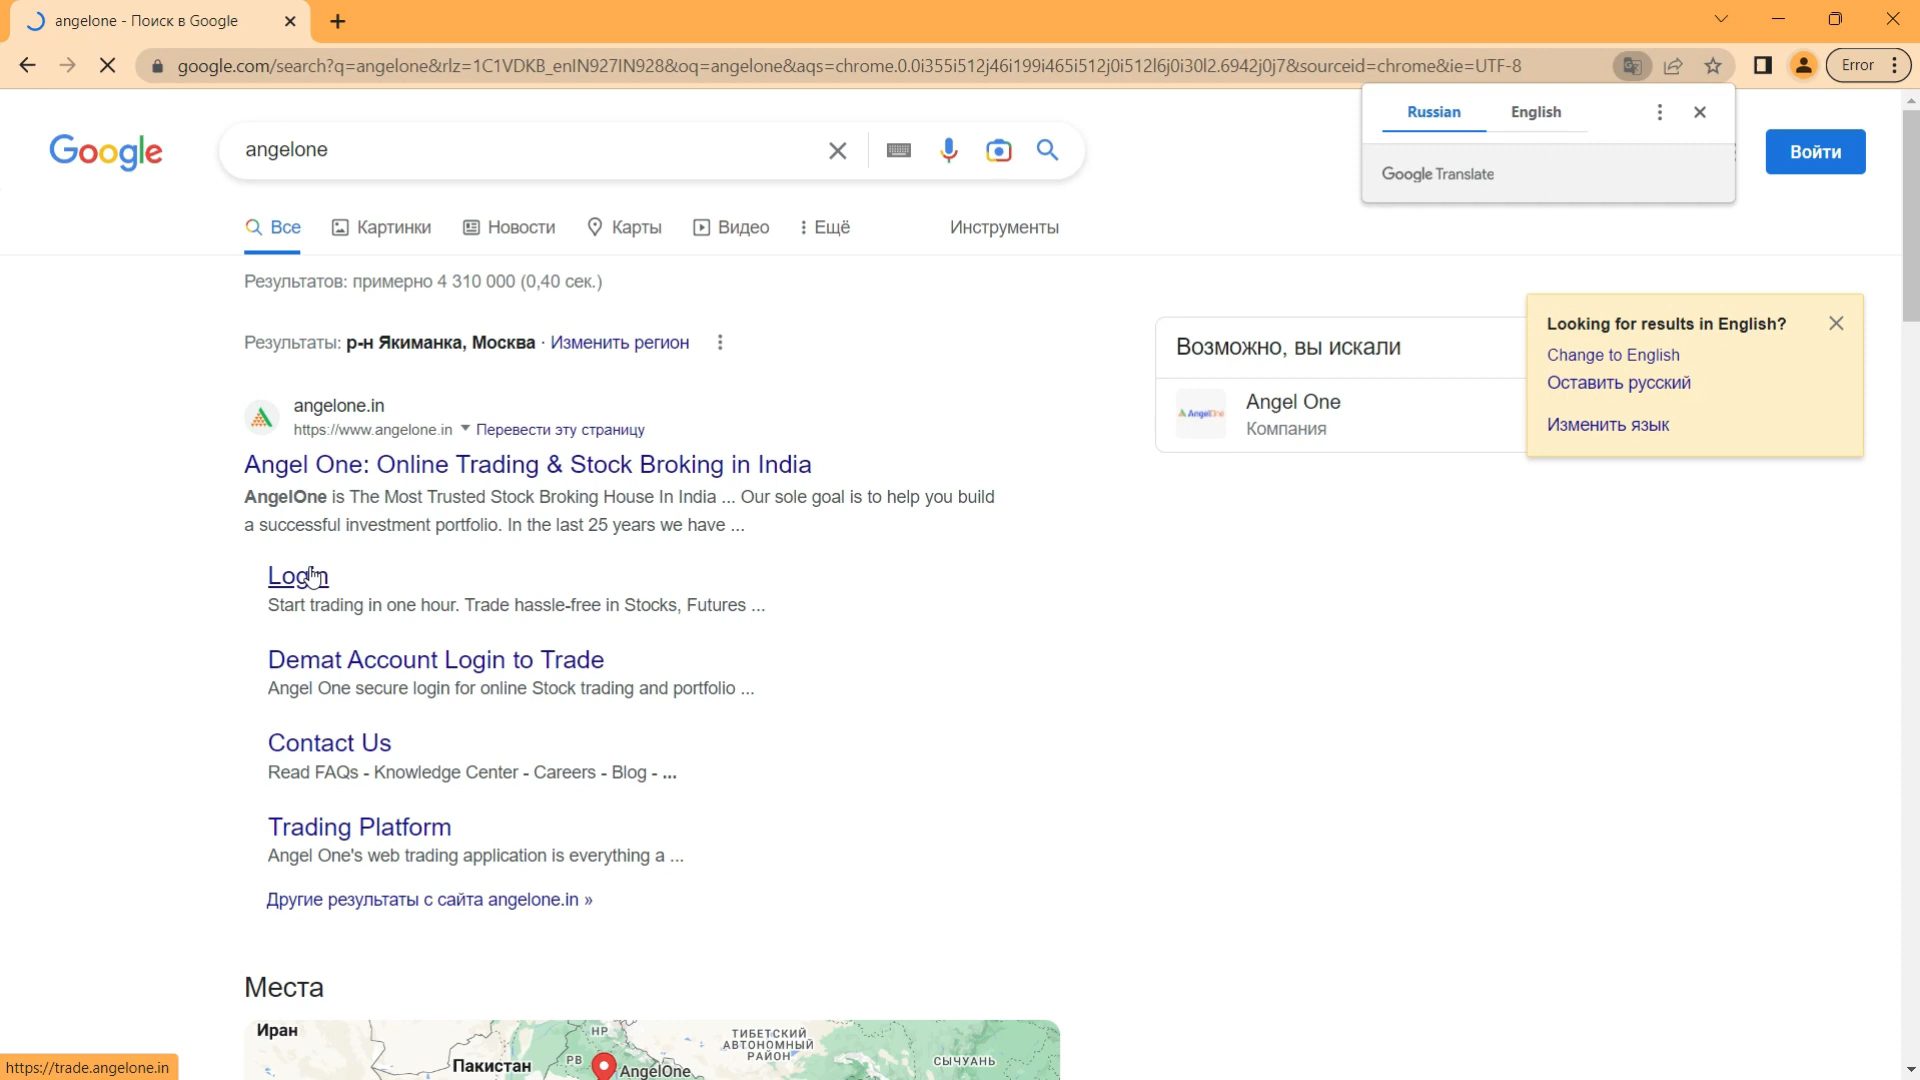 angelone - Поиск в Google
google.com/search?q=angelone&rlz=1C1VDKB_enIN927IN928&oq=angelone&aqs=chrome.0.0i355i512j46i199i465i512j0i512l6j0i30l2.6942j0j7&sourceid=chrome&ie=UTF-8
Error
Russian English
Google Translate
Google
angelone
Войти
Все Картинки Новости Карты Видео Ещё Инструменты
Результатов: примерно 4 310 000 (0,40 сек.)
Результаты: р-н Якиманка, Москва · Изменить регион
angelone.in
https://www.angelone.in Перевести эту страницу
Angel One: Online Trading & Stock Broking in India
AngelOne is The Most Trusted Stock Broking House In India ... Our sole goal is to help you build
a successful investment portfolio. In the last 25 years we have ...
Login
Start trading in one hour. Trade hassle-free in Stocks, Futures ...
Demat Account Login to Trade
Angel One secure login for online Stock trading and portfolio ...
Contact Us
Read FAQs - Knowledge Center - Careers - Blog - ...
Trading Platform
Angel One's web trading application is everything a ...
Другие результаты с сайта angelone.in »
Возможно, вы искали
AngelOne
Angel One
Компания
Looking for results in English?
Change to English
Оставить русский
Изменить язык
Места
Иран
НР
ТИБЕТСКИЙ
АВТОНОМНЫЙ
РАЙОН
Пакистан
PB
AngelOne
СЫЧУАНЬ
https://trade.angelone.in